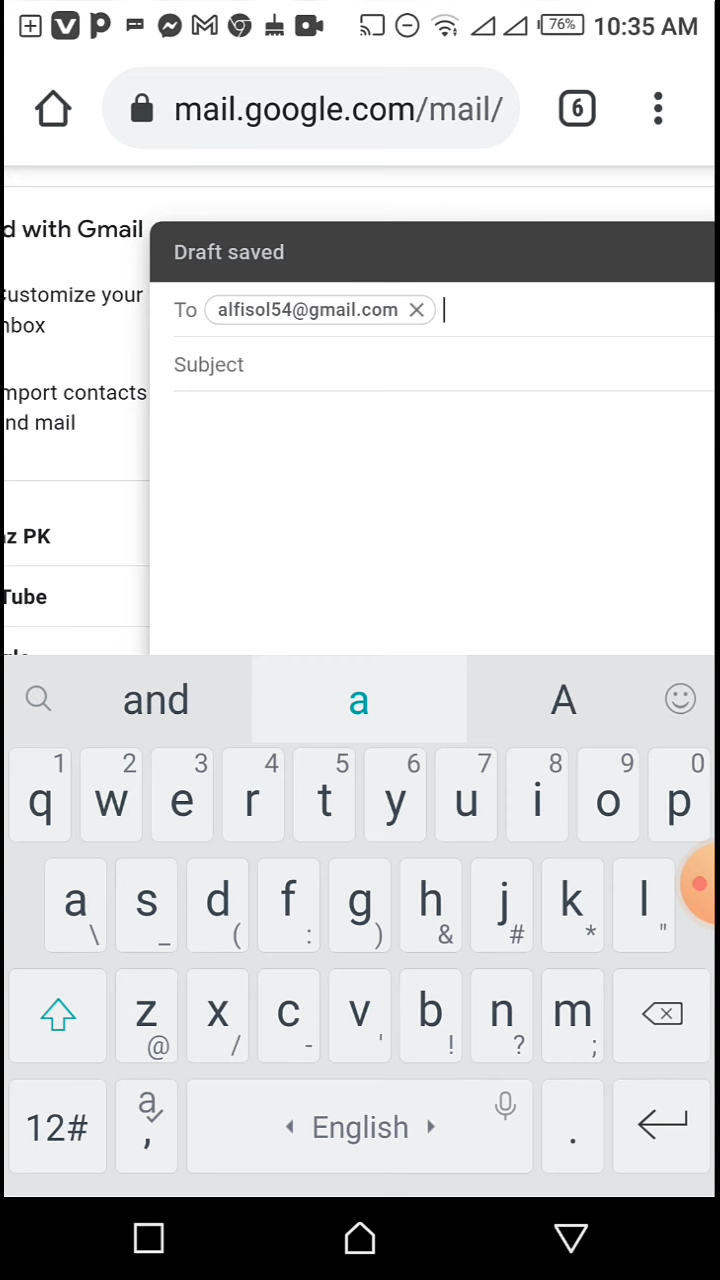 76% 10:35 AM
mail.google.com/mail/ 6
d with Gmail
Customize your
nbox
mport contacts
nd mail
az PK
Tube
Draft saved
To alfisol54@gmail.com
Subject
and a A
1 2 3 4 5 6 7 8 9 0
q w e r t y u i o p
a s d f g h j k l
\ _ ( : ) & # * "
z x c v b n m
@ / - ' ! ? ;
12# a , English .